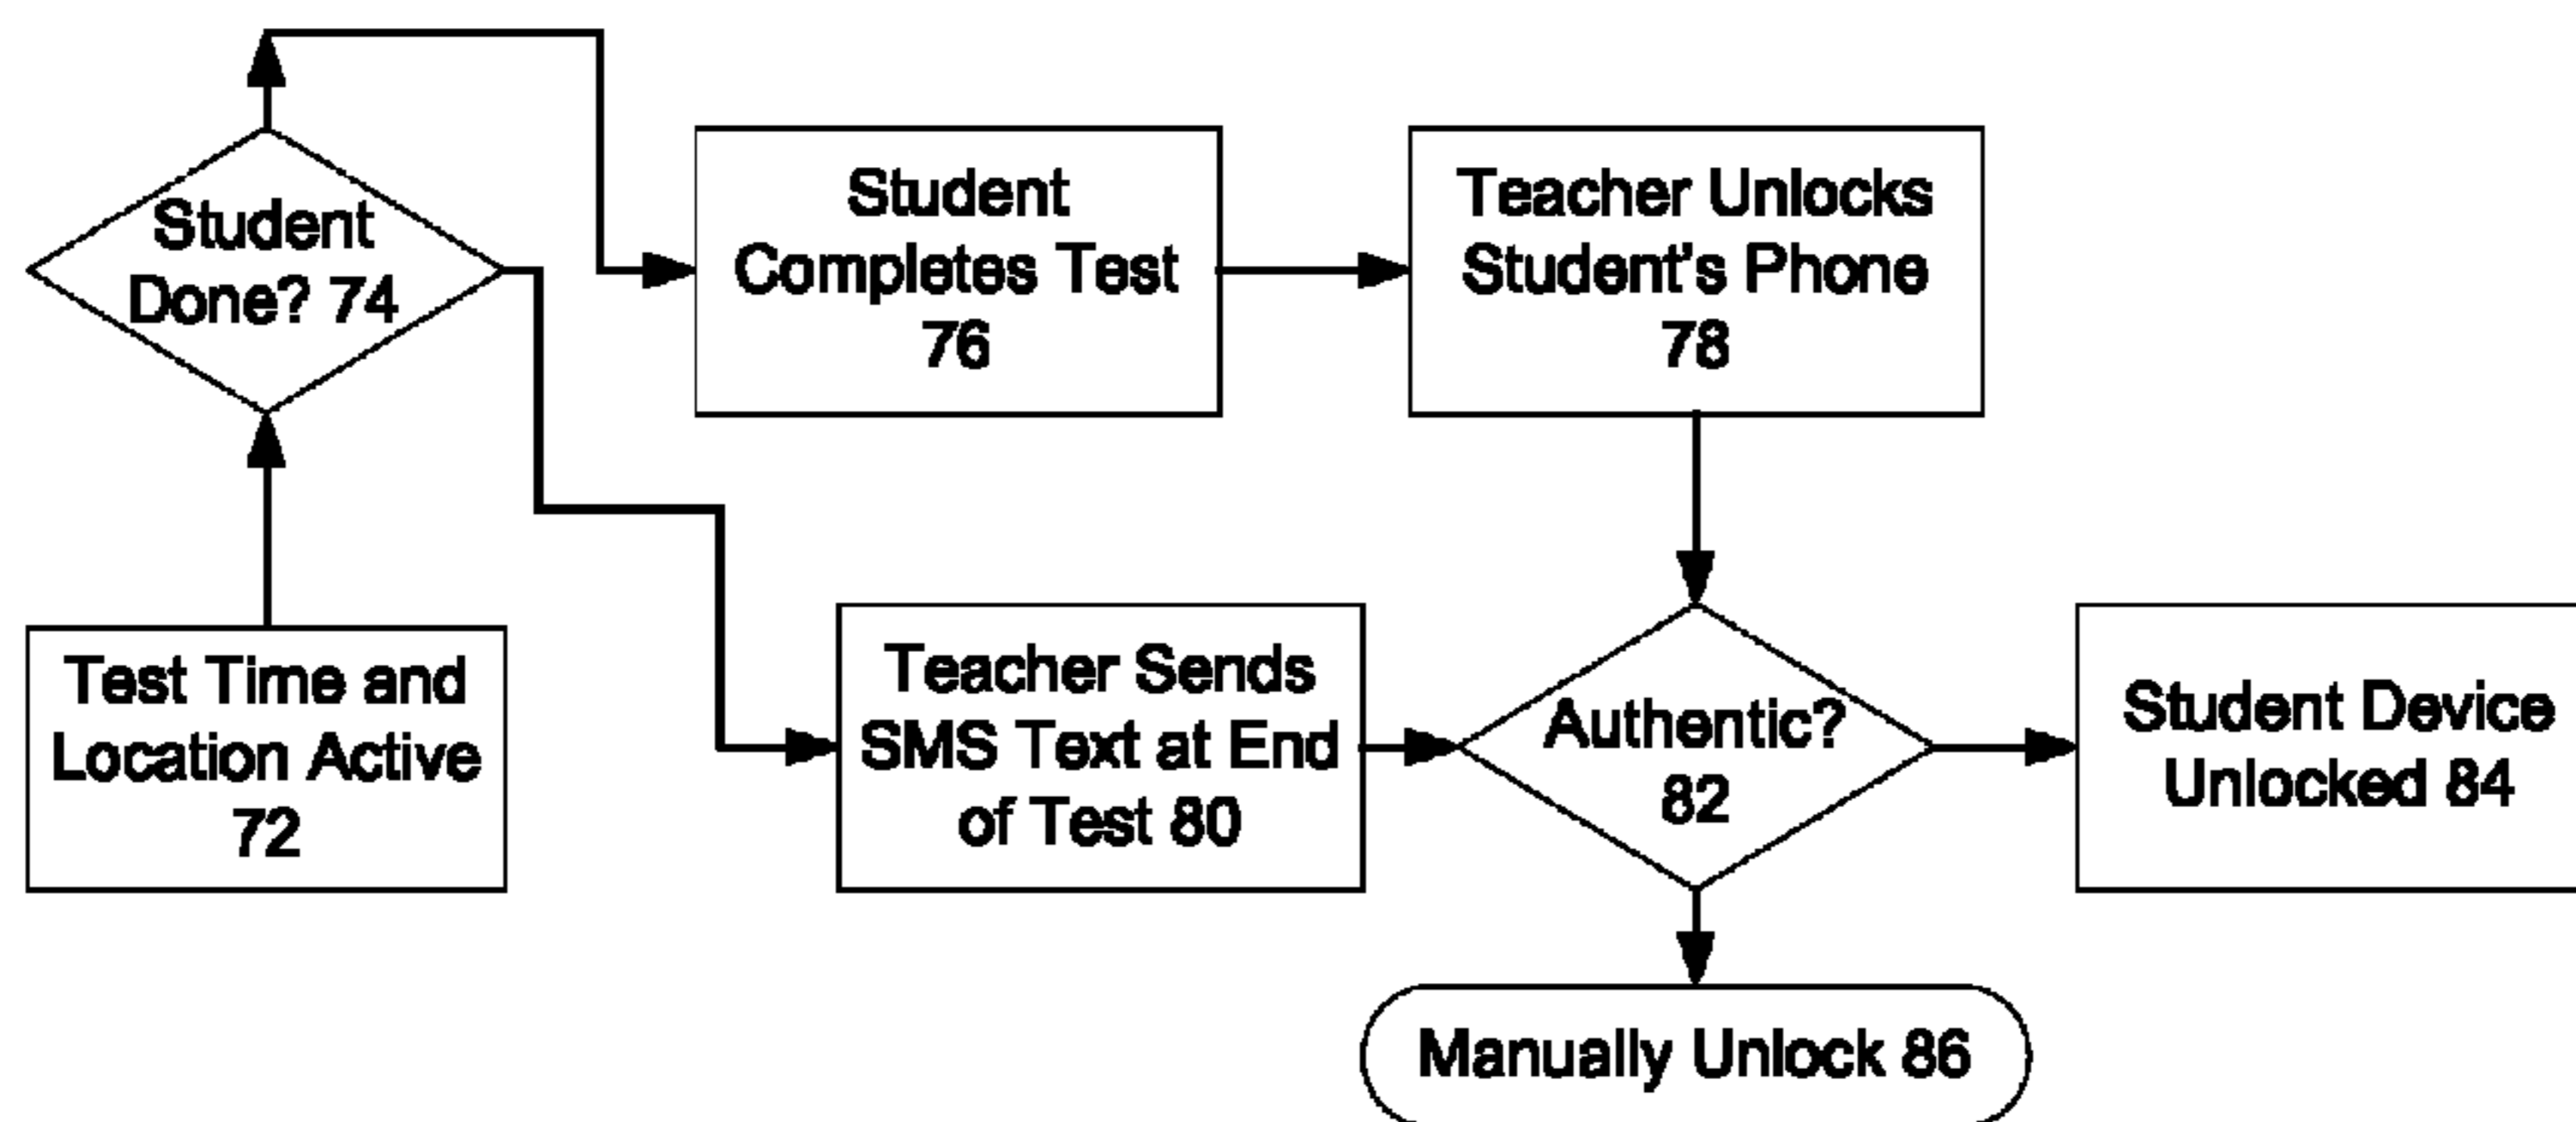 Student
Done? 74
Student
Completes Test
76
Teacher Unlocks
Student's Phone
78
Test Time and
Location Active
72
Teacher Sends
SMS Text at End
of Test 80
Authentic?
82
Student Device
Unlocked 84
Manually Unlock 86